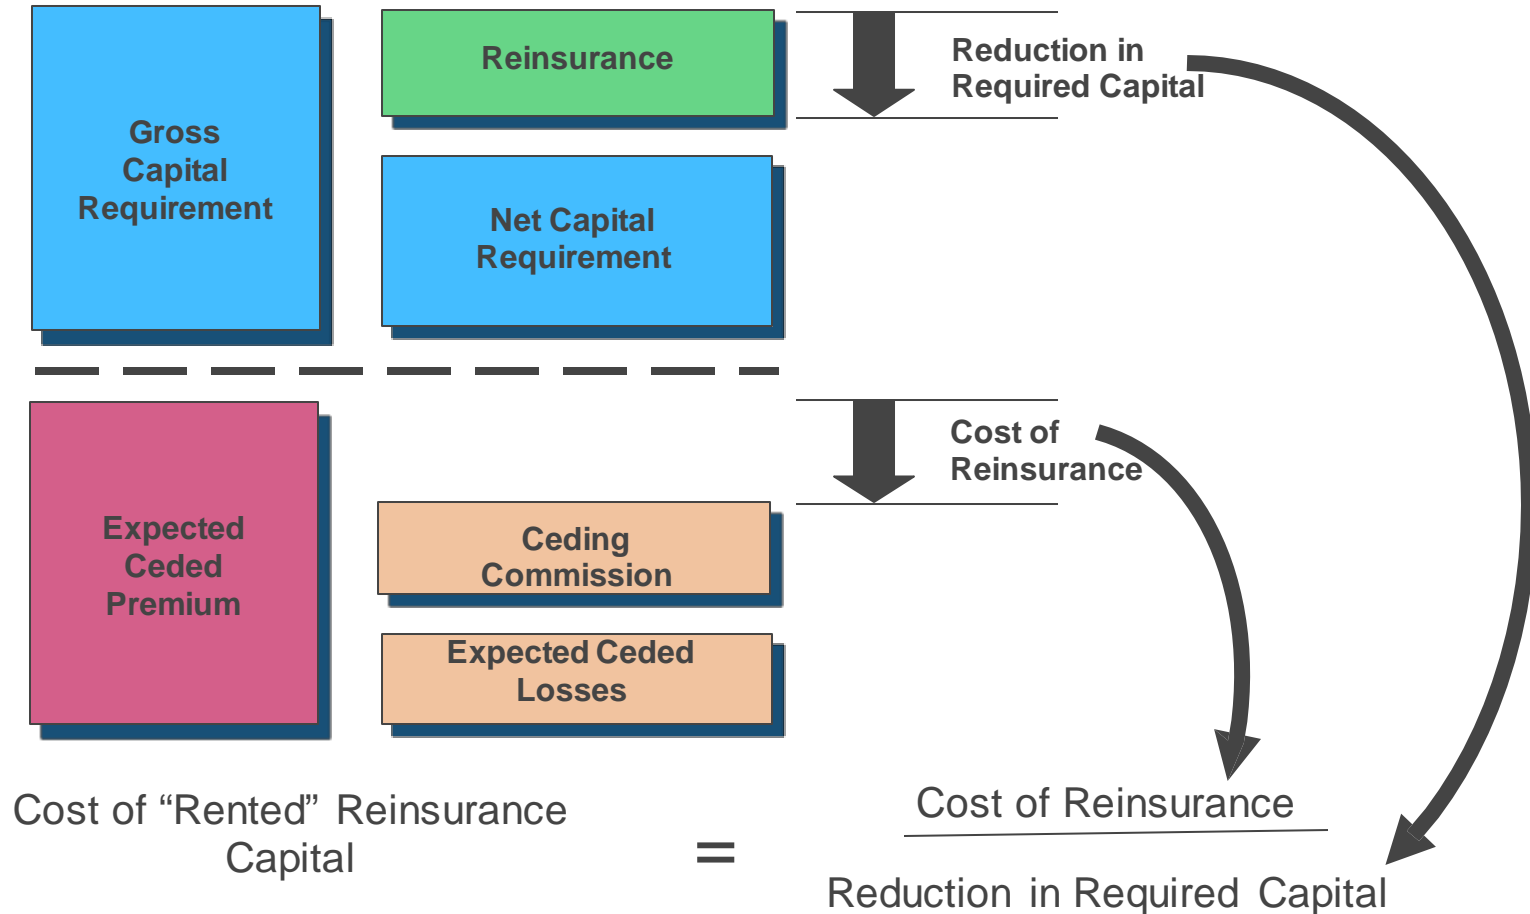 Gross
Capital
Requirement
Reinsurance
Reduction in
Required Capital
Net Capital
Requirement
Expected
Ceded
Premium
Cost of
Reinsurance
Ceding
Commission
Expected Ceded
Losses
Cost of “Rented” Reinsurance
Capital
=
Cost of Reinsurance
Reduction in Required Capital